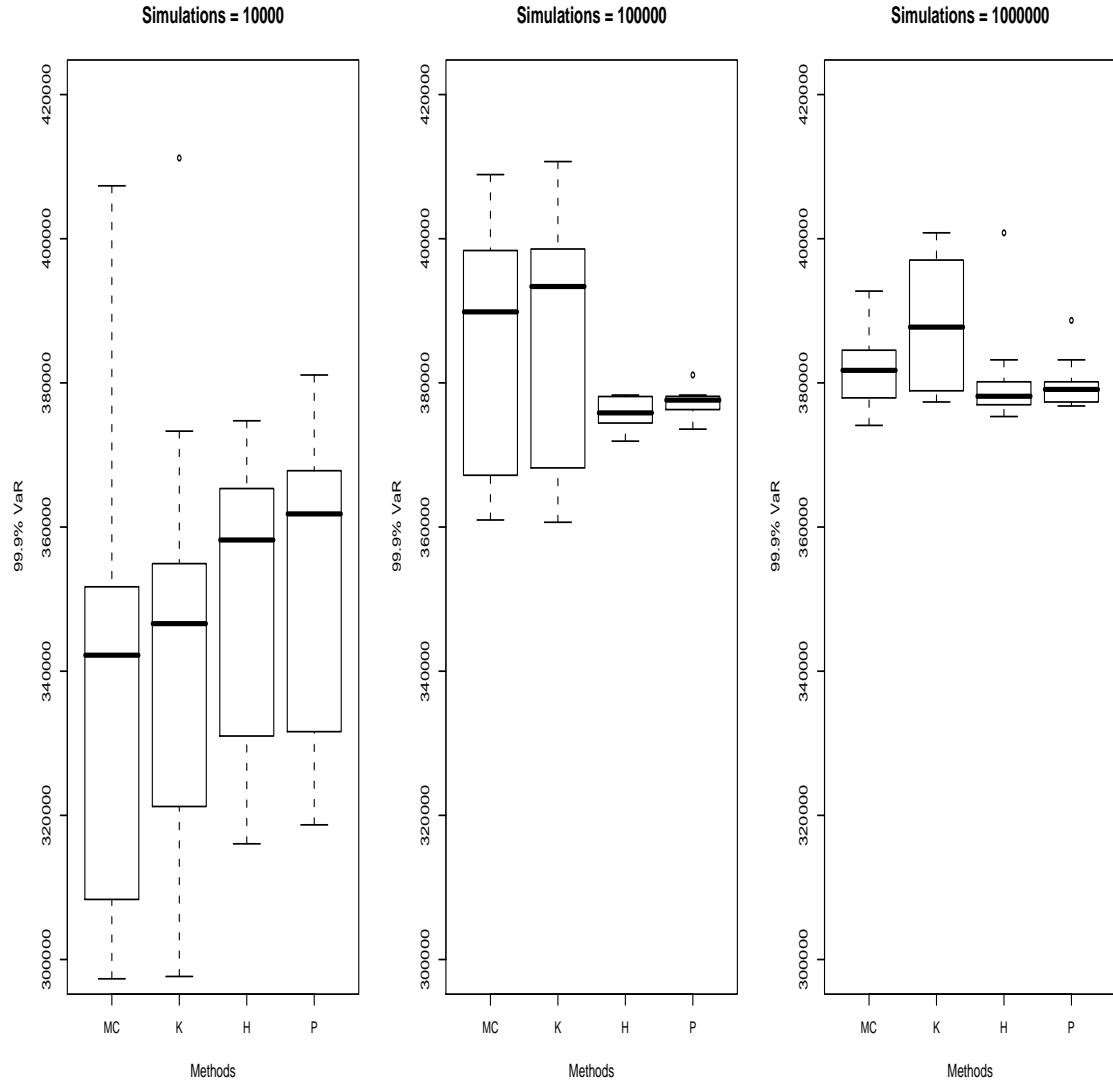 Simulations = 10000
99.9% VaR
420000
400000
380000
360000
340000
320000
300000
MC K H P
Methods
Simulations = 100000
99.9% VaR
420000
400000
380000
360000
340000
320000
300000
MC K H P
Methods
Simulations = 1000000
99.9% VaR
420000
400000
380000
360000
340000
320000
300000
MC K H P
Methods